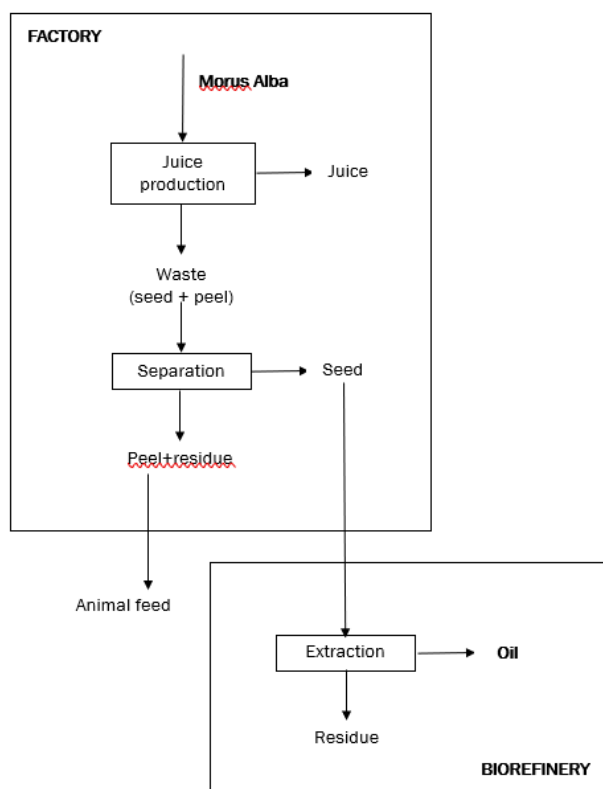 FACTORY
Morus Alba
Juice
production
Juice
Waste
(seed + peel)
Separation
Seed
Peel+residue
Animal feed
Extraction
Oil
Residue
BIOREFINERY